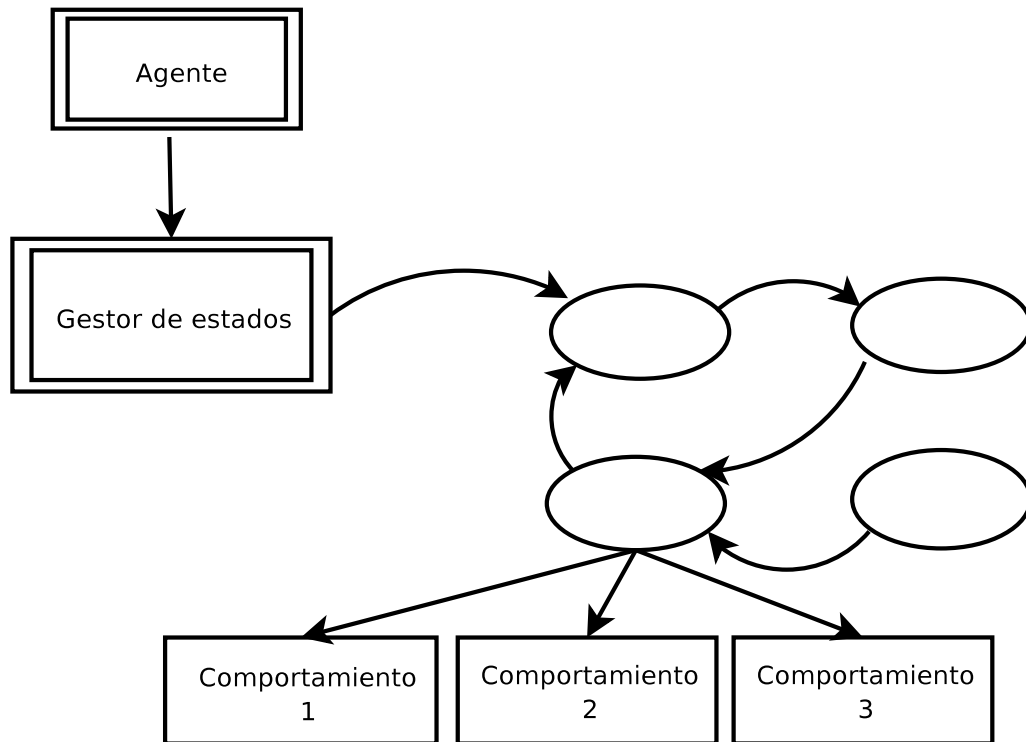 Agente
Gestor de estados
Comportamiento
1
Comportamiento
2
Comportamiento
3